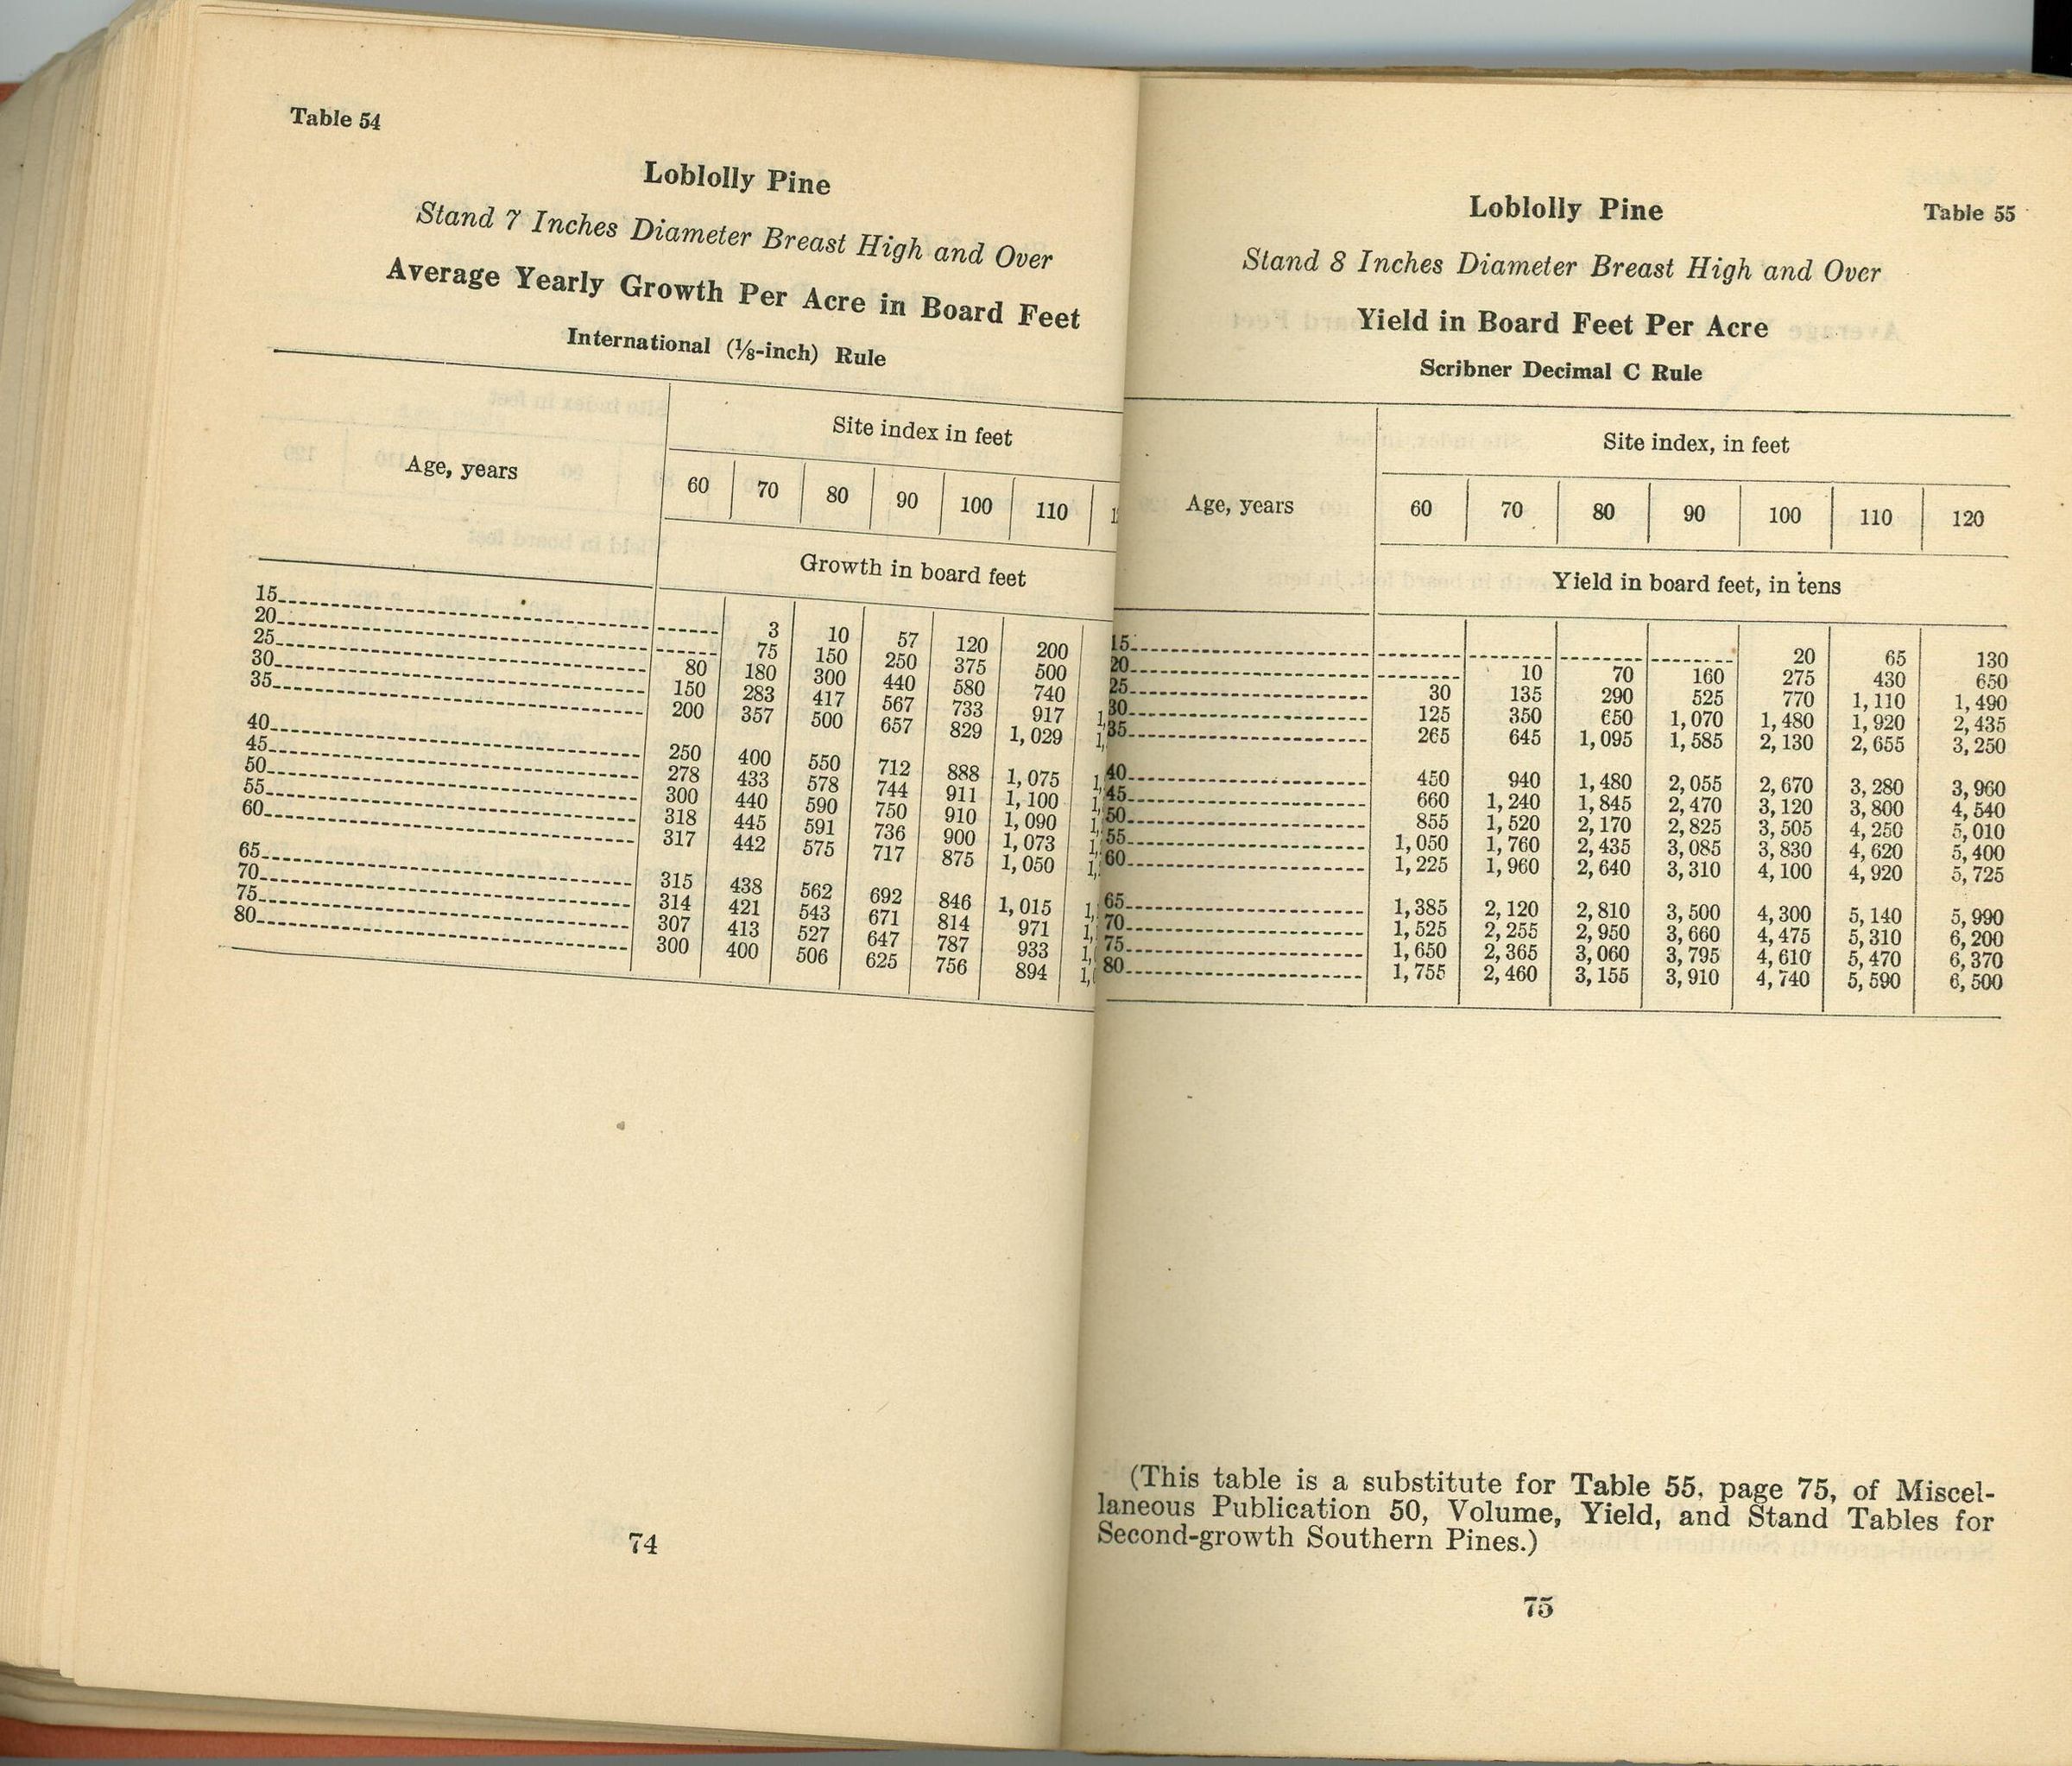 Table 54
Loblolly Pine
Stand 7 Inches Diameter Breast High and Over
Average Yearly Growth Per Acre in Board Feet
International (⅛-inch) Rule
Age, years
Site index in feet
60 70 80 90 100 110
Growth in board feet
15 3 10 57 120 200
20 75 150 250 375 500
25 80 180 300 440 580 740
30 150 283 417 567 733 917
35 200 357 500 657 829 1,029
40 250 400 550 712 888 1,075
45 278 433 578 744 911 1,100
50 300 440 590 750 910 1,090
55 318 445 591 736 900 1,073
60 317 442 575 717 875 1,050
65 315 438 562 692 846 1,015
70 314 421 543 671 814 971
75 307 413 527 647 787 933
80 300 400 506 625 756 894
74
Loblolly Pine Table 55
Stand 8 Inches Diameter Breast High and Over
Yield in Board Feet Per Acre
Scribner Decimal C Rule
Age, years
Site index, in feet
60 70 80 90 100 110 120
Yield in board feet, in tens
15 20 65 130
20 10 70 160 275 430 650
25 30 135 290 525 770 1,110 1,490
30 125 350 650 1,070 1,480 1,920 2,435
35 265 645 1,095 1,585 2,130 2,655 3,250
40 450 940 1,480 2,055 2,670 3,280 3,960
45 660 1,240 1,845 2,470 3,120 3,800 4,540
50 855 1,520 2,170 2,825 3,505 4,250 5,010
55 1,050 1,760 2,435 3,085 3,830 4,620 5,400
60 1,225 1,960 2,640 3,310 4,100 4,920 5,725
65 1,385 2,120 2,810 3,500 4,300 5,140 5,990
70 1,525 2,255 2,950 3,660 4,475 5,310 6,200
75 1,650 2,365 3,060 3,795 4,610 5,470 6,370
80 1,755 2,460 3,155 3,910 4,740 5,590 6,500
(This table is a substitute for Table 55, page 75, of Miscel-
laneous Publication 50, Volume, Yield, and Stand Tables for
Second-growth Southern Pines.)
75